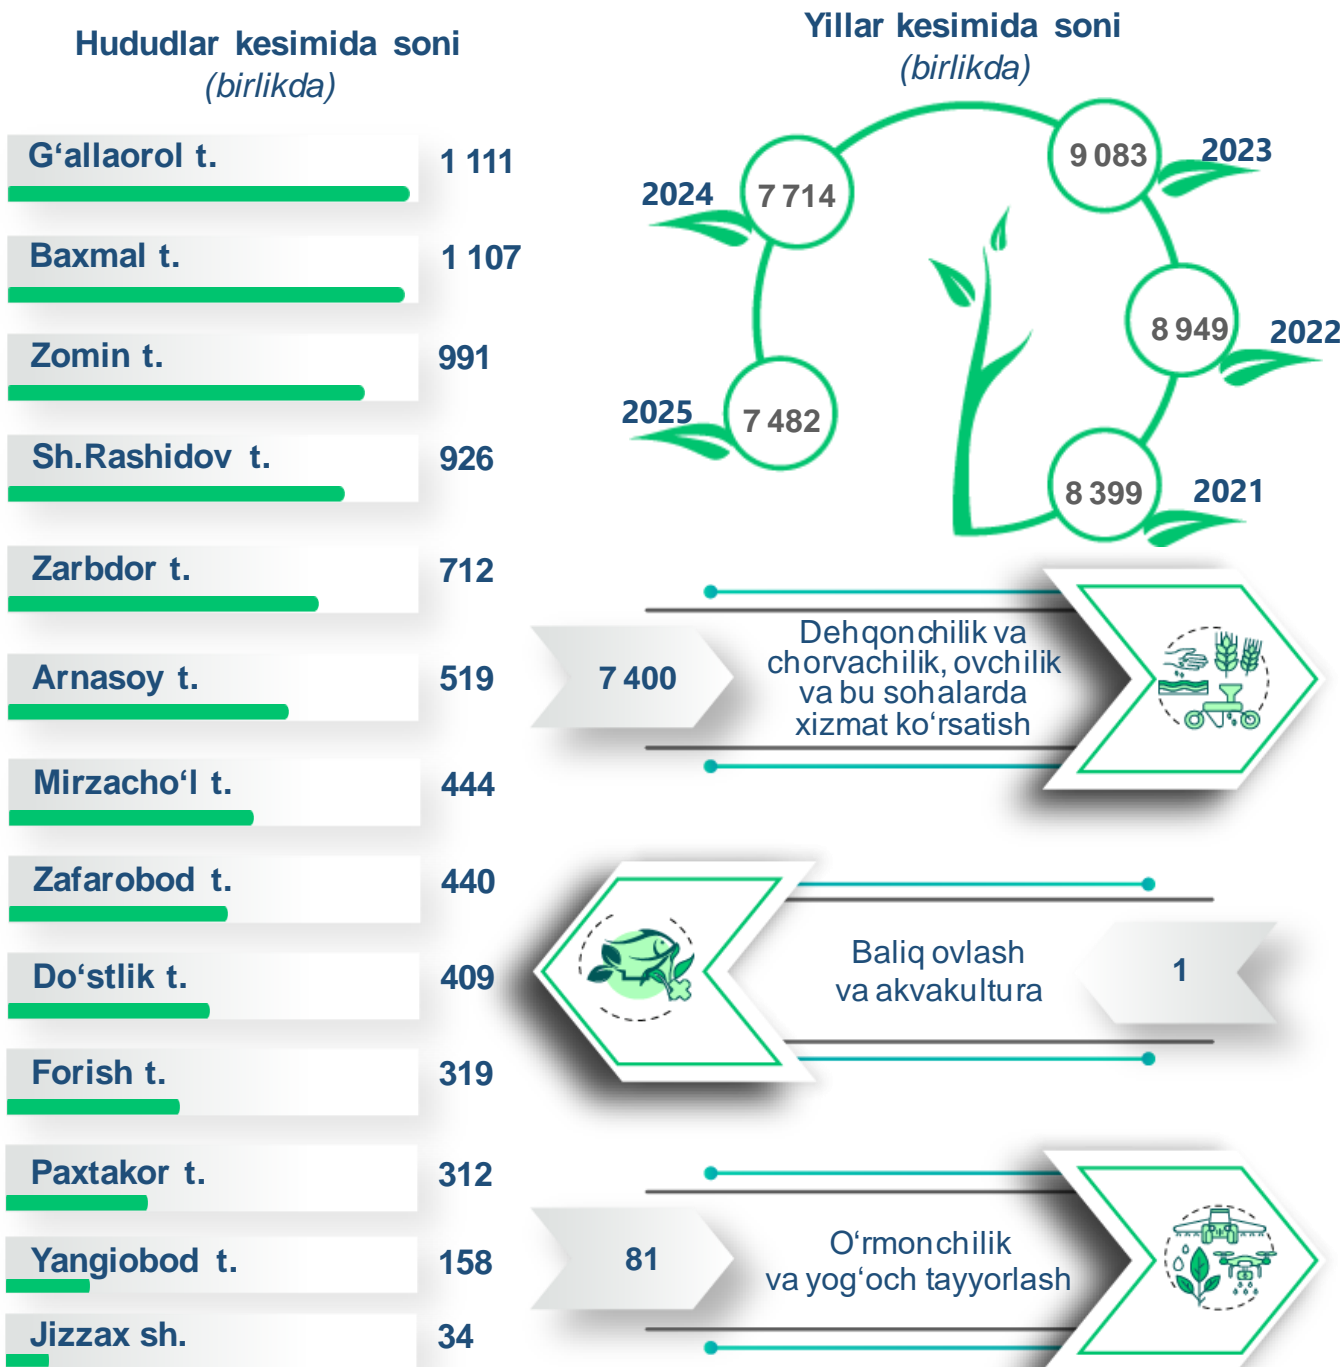 Hududlar kesimida soni
(birlikda)
G‘allaorol t.
1 111
Baxmal t.
1 107
Zomin t.
991
Sh.Rashidov t.
926
Zarbdor t.
712
Arnasoy t.
519
Mirzacho‘l t.
444
Zafarobod t.
440
Do‘stlik t.
409
Forish t.
319
Paxtakor t.
312
Yangiobod t.
158
Jizzax sh.
34
Yillar kesimida soni
(birlikda)
2024
7 714
9 083
2023
8 949
2022
2025
7 482
8 399
2021
7 400
Dehqonchilik va
chorvachilik, ovchilik
va bu sohalarda
xizmat ko‘rsatish
Baliq ovlash
va akvakultura
1
81
O‘rmonchilik
va yog‘och tayyorlash